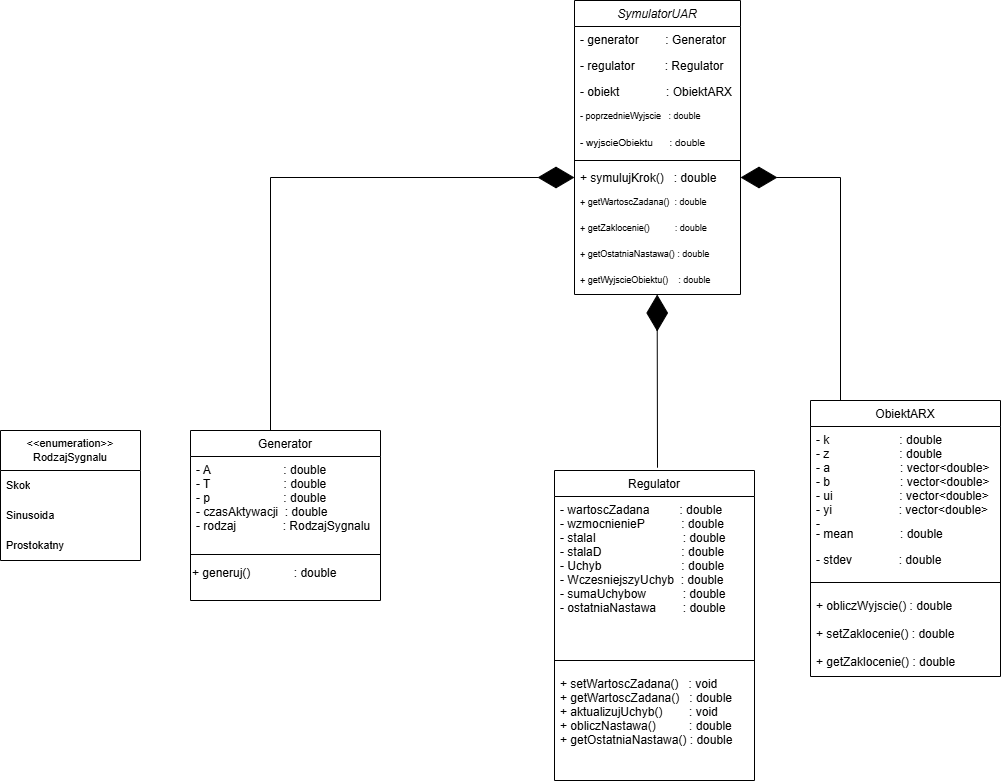 SymulatorUAR
- generator : Generator
- regulator : Regulator
- obiekt : ObiektARX
- poprzednieWyjscie : double
- wyjscieObiektu : double
+ symulujKrok() : double
+ getWartoscZadana() : double
+ getZaklocenie() : double
+ getOstatniaNastawa() : double
+ getWyjscieObiektu() : double
<<enumeration>>
RodzajSygnalu
Skok
Sinusoida
Prostokatny
Generator
- A : double
- T : double
- p : double
- czasAktywacji : double
- rodzaj : RodzajSygnalu
+ generuj() : double
Regulator
- wartoscZadana : double
- wzmocnienieP : double
- stalaI : double
- stalaD : double
- Uchyb : double
- WczesniejszyUchyb : double
- sumaUchybow : double
- ostatniaNastawa : double
+ setWartoscZadana() : void
+ getWartoscZadana() : double
+ aktualizujUchyb() : void
+ obliczNastawa() : double
+ getOstatniaNastawa() : double
ObiektARX
- k : double
- z : double
- a : vector<double>
- b : vector<double>
- ui : vector<double>
- yi : vector<double>
-
- mean : double
- stdev : double
+ obliczWyjscie() : double
+ setZaklocenie() : double
+ getZaklocenie() : double